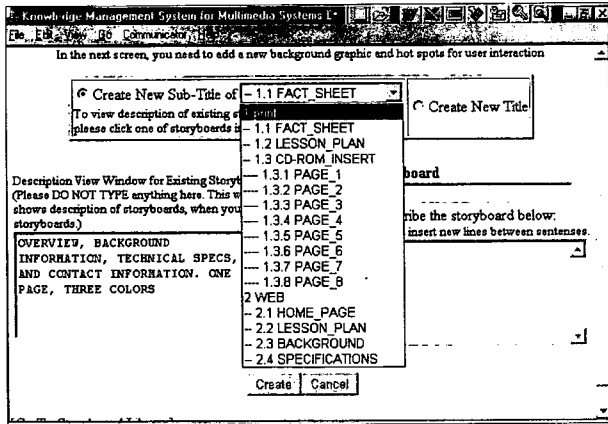 Knowledge Management System for Multimedia Systems L
File Edit View Go Communicator
In the next screen, you need to add a new background graphic and hot spots for user interaction
Create New Sub-Title of
-- 1.1 FACT_SHEET
Create New Title
To view description of existing
please click one of storyboards
-- 1.1 FACT_SHEET
-- 1.2 LESSON_PLAN
-- 1.3 CD-ROM_INSERT
---- 1.3.1 PAGE_1
---- 1.3.2 PAGE_2
---- 1.3.3 PAGE_3
---- 1.3.4 PAGE_4
---- 1.3.5 PAGE_5
---- 1.3.6 PAGE_6
---- 1.3.7 PAGE_7
---- 1.3.8 PAGE_8
2 WEB
-- 2.1 HOME_PAGE
-- 2.2 LESSON_PLAN
-- 2.3 BACKGROUND
-- 2.4 SPECIFICATIONS
Description View Window for Existing Storyb
(Please DO NOT TYPE anything here. This w
shows description of storyboards, when you
storyboards.)
OVERVIEW, BACKGROUND
INFORMATION, TECHNICAL SPECS,
AND CONTACT INFORMATION. ONE
PAGE, THREE COLORS
board
ribe the storyboard below:
insert new lines between sentences.
Create Cancel